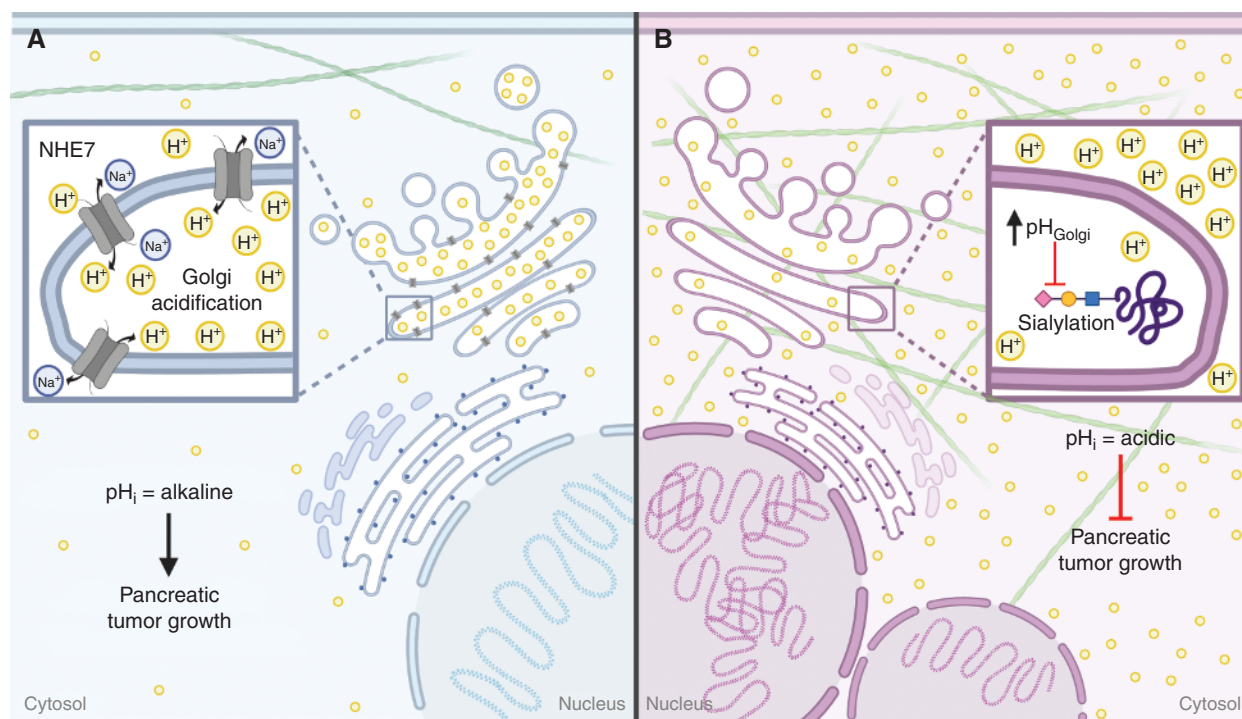 A
NHE7
H⁺
Na⁺
Na⁺
H⁺
H⁺
H⁺
H⁺
Na⁺
H⁺
H⁺
H⁺
Golgi
acidification
H⁺
H⁺
H⁺
H⁺
Na⁺
pHi = alkaline
Pancreatic
tumor growth
Cytosol
Nucleus
B
H⁺
H⁺
H⁺
H⁺
H⁺
H⁺
H⁺
H⁺
pHGolgi
H⁺
Sialylation
H⁺
H⁺
pHi = acidic
Pancreatic
tumor growth
Nucleus
Cytosol